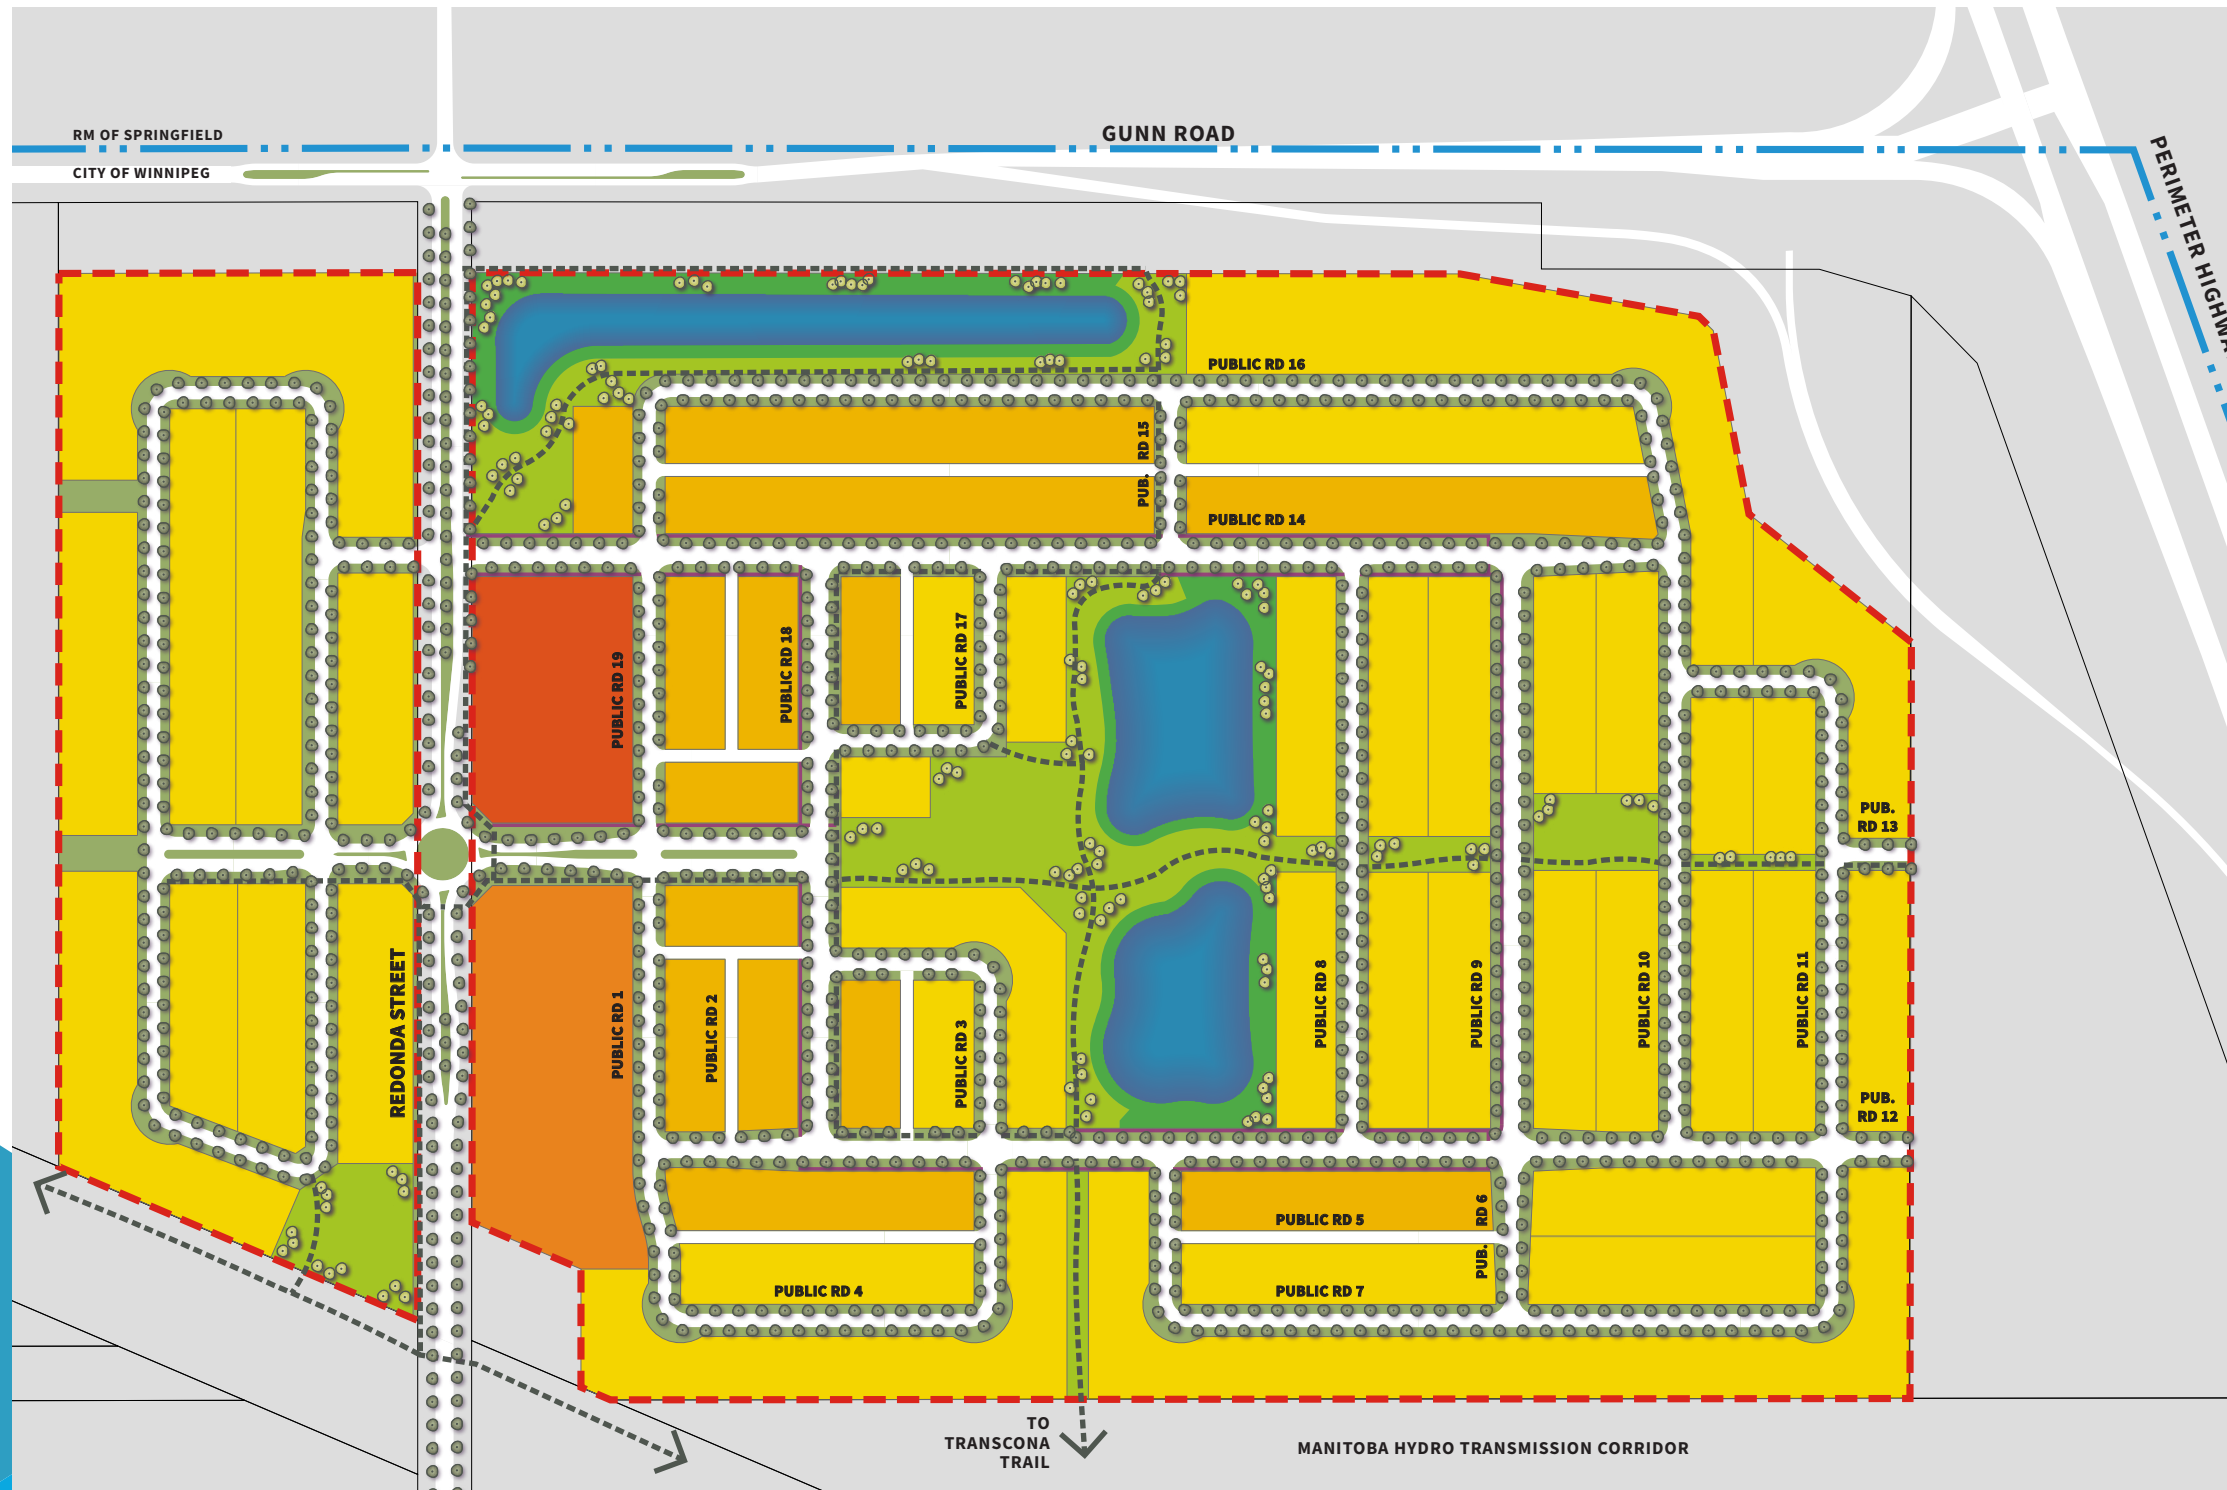 GUNN ROAD
RM OF SPRINGFIELD
CITY OF WINNIPEG
PERIMETER HIGHWA
PUBLIC RD 16
PUB. RD 15
PUBLIC RD 14
PUBLIC RD 19
PUBLIC RD 18
PUBLIC RD 17
PUB.
RD 13
REDONDA STREET
PUBLIC RD 1
PUBLIC RD 2
PUBLIC RD 3
PUBLIC RD 8
PUBLIC RD 9
PUBLIC RD 10
PUBLIC RD 11
PUB.
RD 12
PUBLIC RD 5
PUB. RD 6
PUBLIC RD 4
PUBLIC RD 7
TO
TRANSCONA
TRAIL
MANITOBA HYDRO TRANSMISSION CORRIDOR